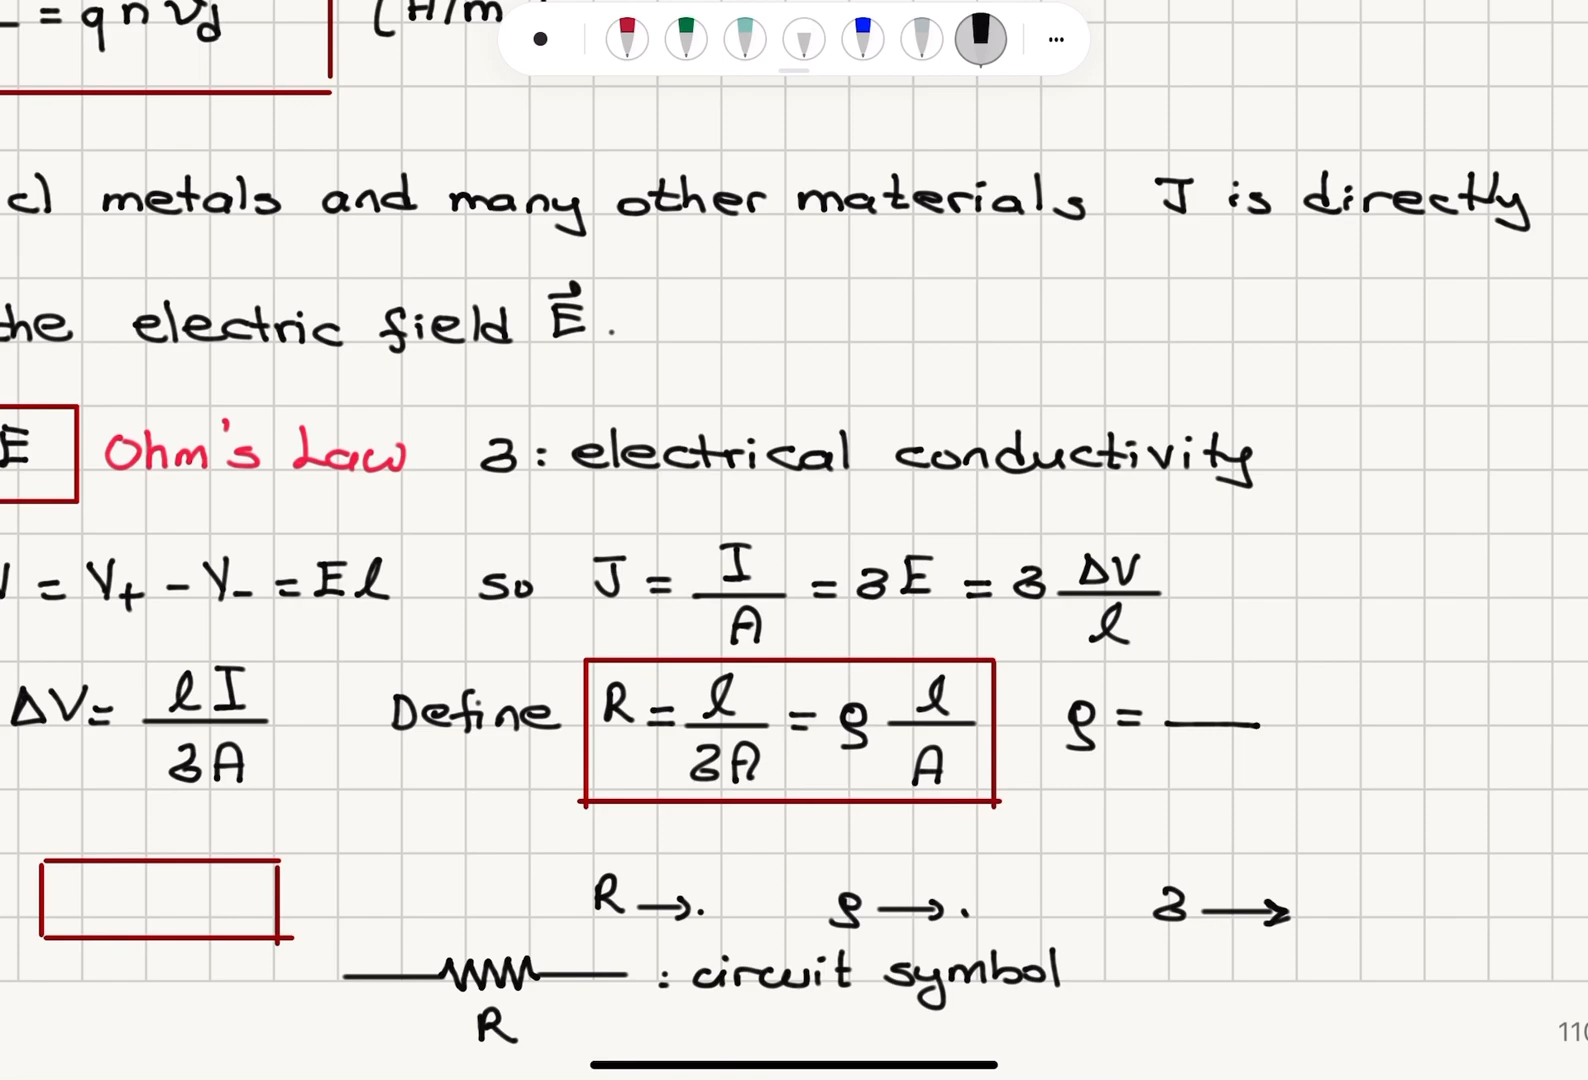 = q n vd (A/m
c) metals and many other materials J is directly
the electric field E⃗.
E Ohm's Law σ: electrical conductivity
V = V+ - V- = El so J = I/A = σE = σ ΔV/l
ΔV = lI/σA Define R = l/σA = ρ l/A ρ = —
R →. ρ →. σ →
: circuit symbol
R
110